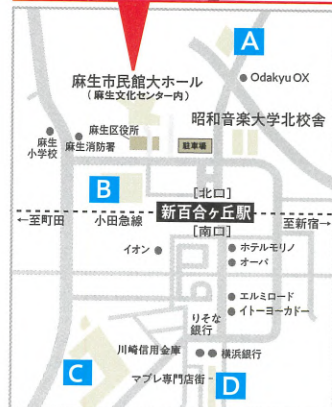 A
Odakyu OX
麻生市民館大ホール
(麻生文化センター内)
昭和音楽大学北校舎
麻生区役所
麻生
小学校
麻生消防署
駐車場
B
[北口]
新百合ヶ丘駅
←至町田
小田急線
至新宿→
[南口]
イオン
ホテルモリノ
オーパ
エルミロード
イトーヨーカドー
りそな
銀行
川崎信用金庫
横浜銀行
C
マプレ専門店街
D